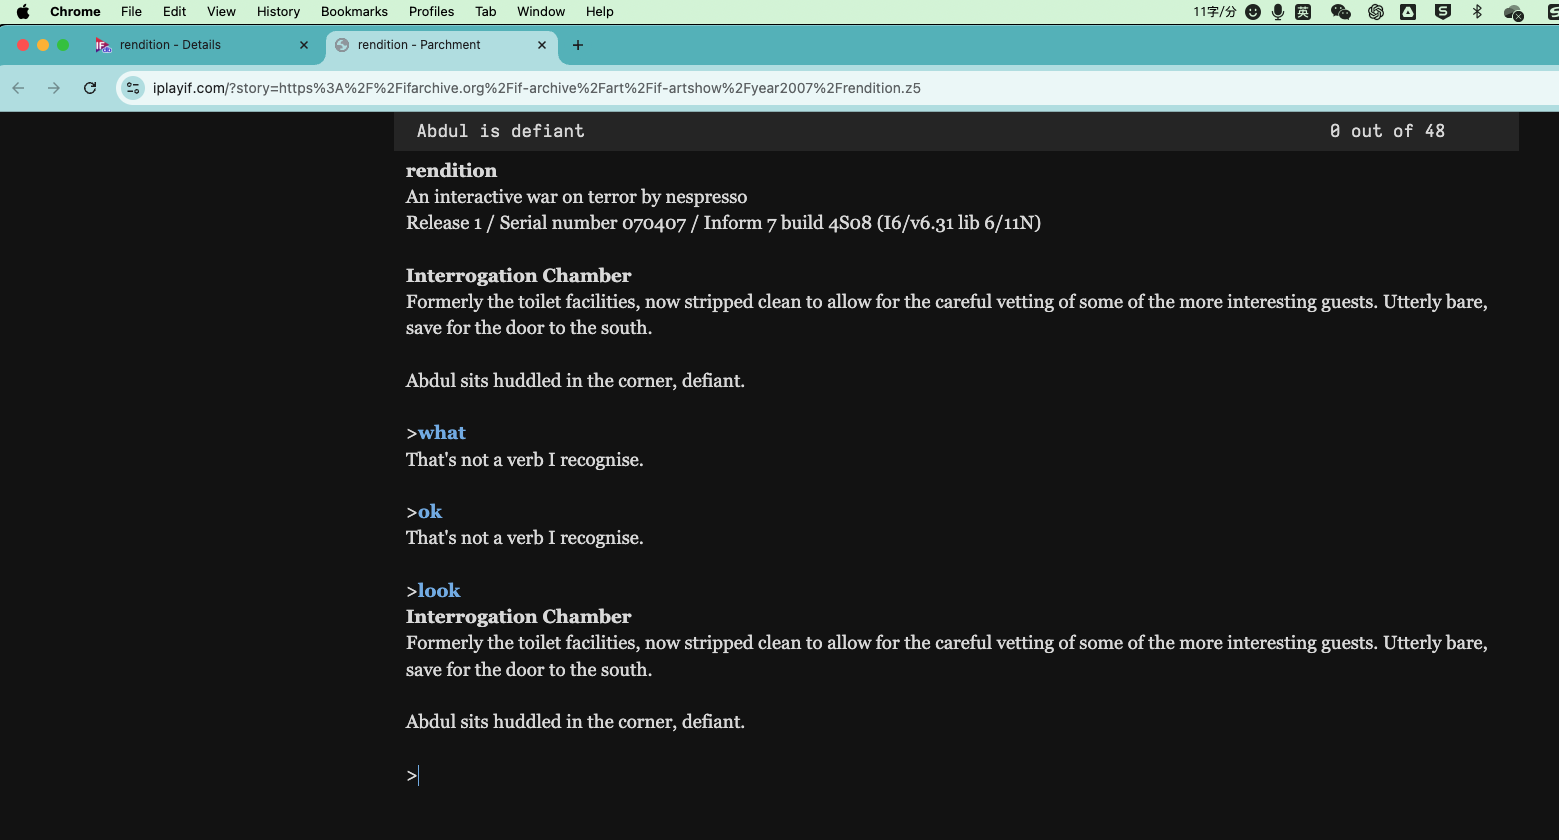 Chrome File Edit View History Bookmarks Profiles Tab Window Help 11字/分 英
rendition - Details rendition - Parchment
iplayif.com/?story=https%3A%2F%2Fifarchive.org%2Fif-archive%2Fart%2Fif-artshow%2Fyear2007%2Frendition.z5
Abdul is defiant 0 out of 48
rendition
An interactive war on terror by nespresso
Release 1 / Serial number 070407 / Inform 7 build 4S08 (I6/v6.31 lib 6/11N)
Interrogation Chamber
Formerly the toilet facilities, now stripped clean to allow for the careful vetting of some of the more interesting guests. Utterly bare,
save for the door to the south.
Abdul sits huddled in the corner, defiant.
>what
That's not a verb I recognise.
>ok
That's not a verb I recognise.
>look
Interrogation Chamber
Formerly the toilet facilities, now stripped clean to allow for the careful vetting of some of the more interesting guests. Utterly bare,
save for the door to the south.
Abdul sits huddled in the corner, defiant.
>